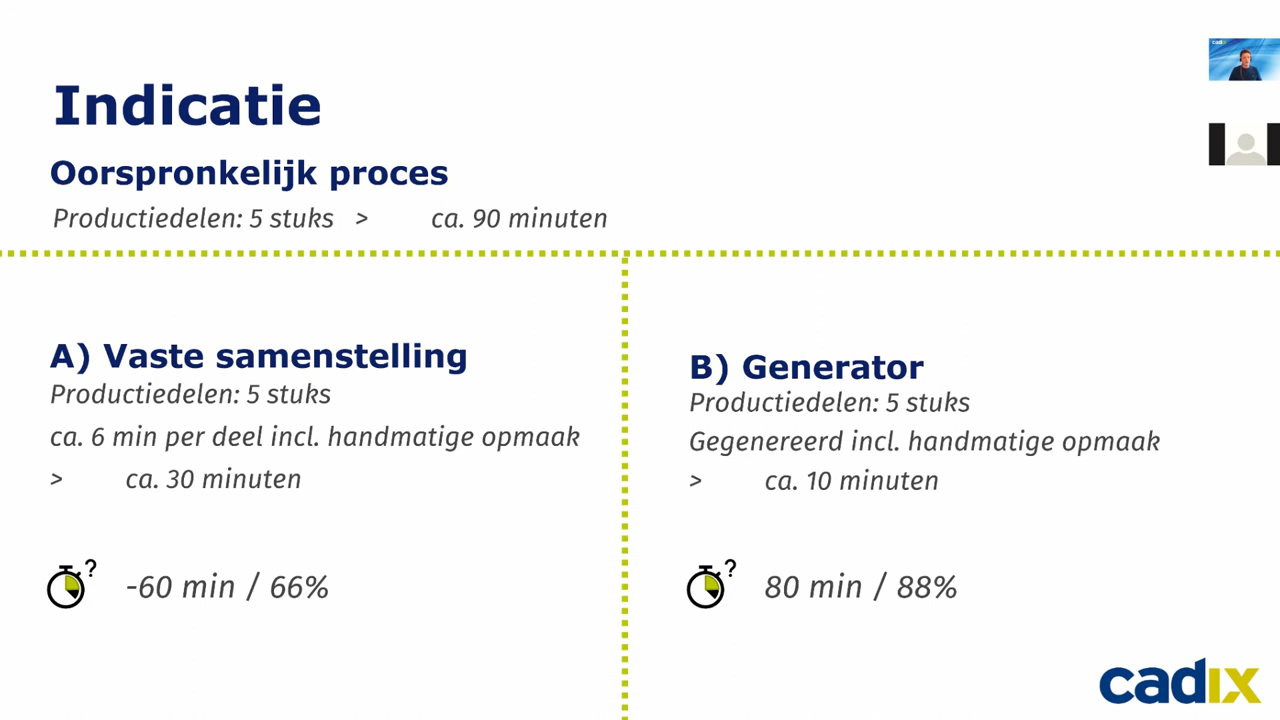 Indicatie
Oorspronkelijk proces
Productiedelen: 5 stuks > ca. 90 minuten
A) Vaste samenstelling
Productiedelen: 5 stuks
ca. 6 min per deel incl. handmatige opmaak
> ca. 30 minuten
? -60 min / 66%
B) Generator
Productiedelen: 5 stuks
Gegenereerd incl. handmatige opmaak
> ca. 10 minuten
? 80 min / 88%
cadix
cadix